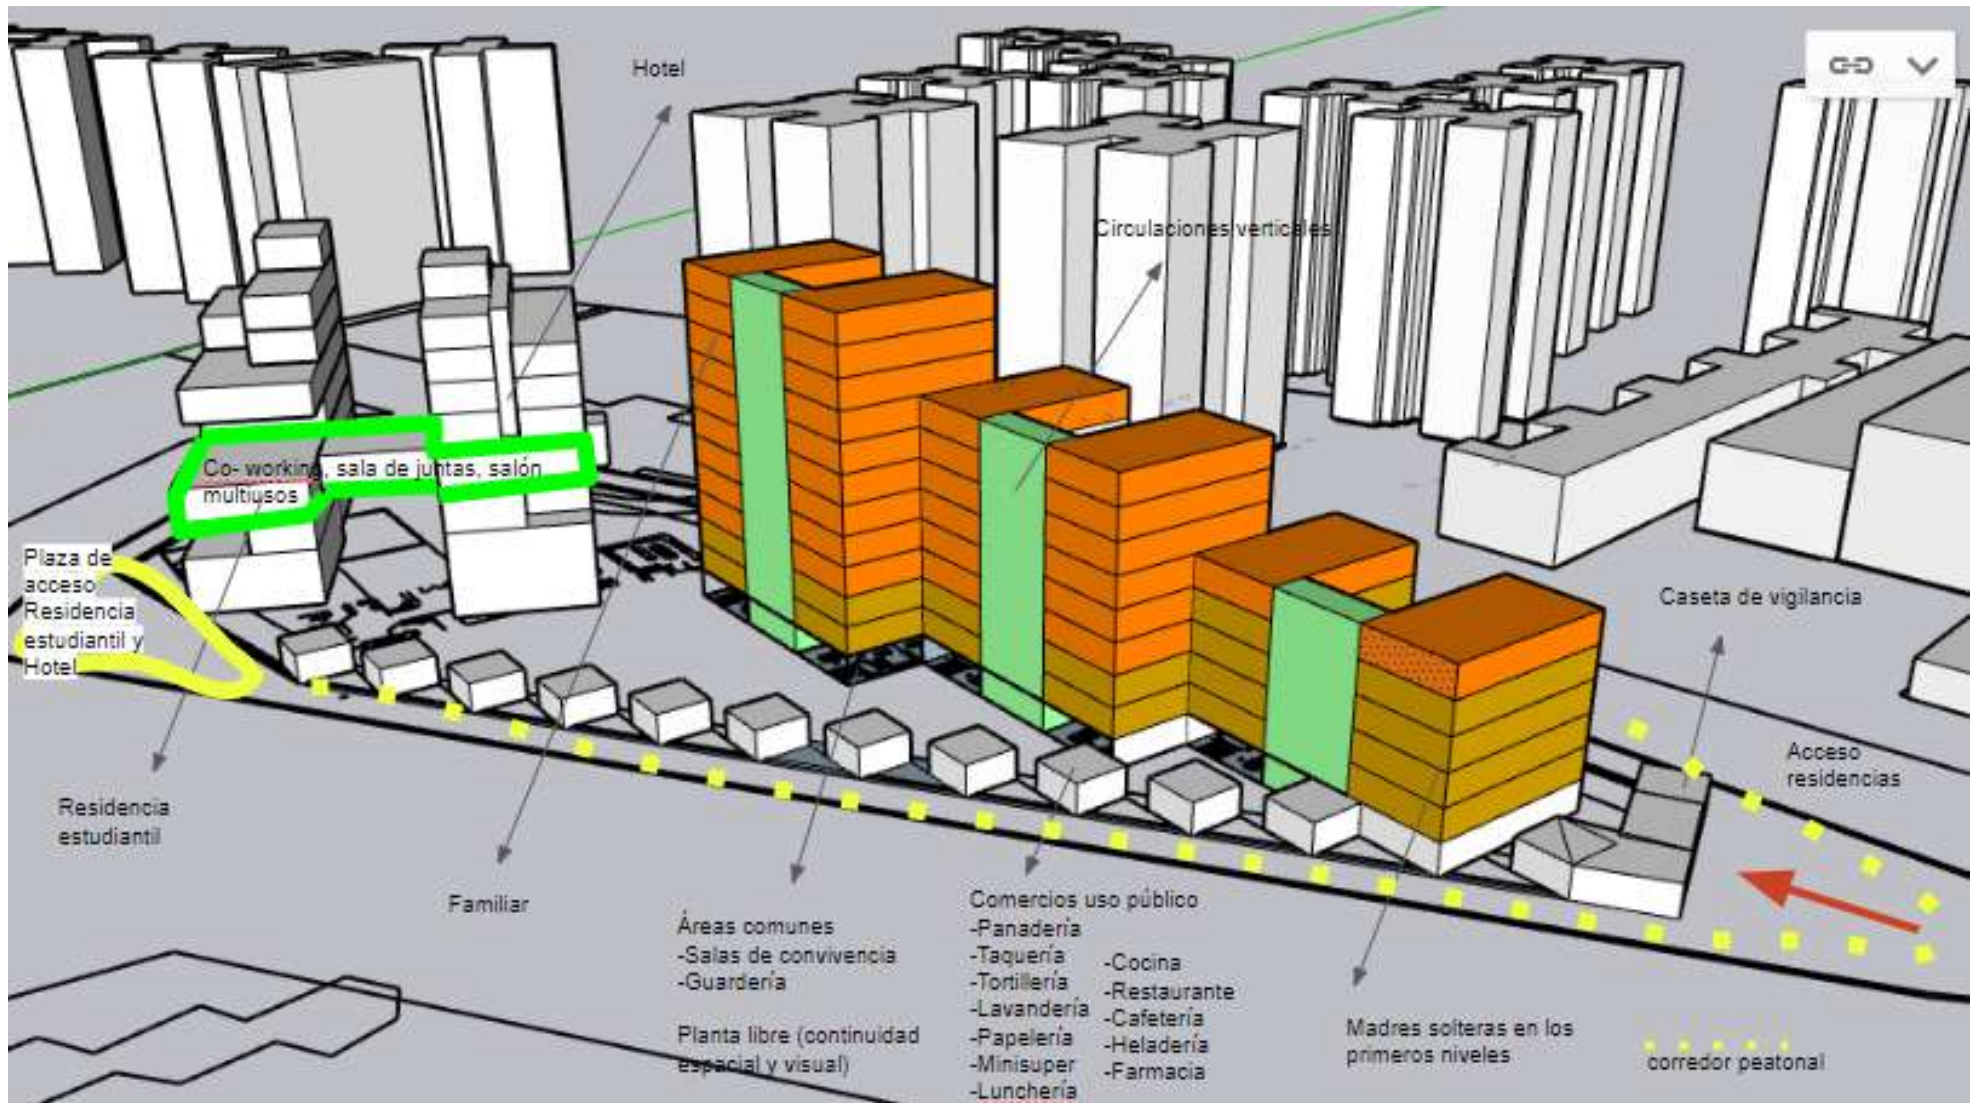 Hotel
Circulaciones verticales
Co- working, sala de juntas, salón
multiusos
Plaza de
acceso
Residencia
estudiantil y
Hotel
Caseta de vigilancia
Acceso
residencias
Residencia
estudiantil
Familiar
Áreas comunes
-Salas de convivencia
-Guardería
Planta libre (continuidad
espacial y visual)
Comercios uso público
-Panadería
-Taquería
-Tortillería
-Lavandería
-Papelería
-Minisuper
-Lunchería
-Cocina
-Restaurante
-Cafetería
-Heladería
-Farmacia
Madres solteras en los
primeros niveles
corredor peatonal